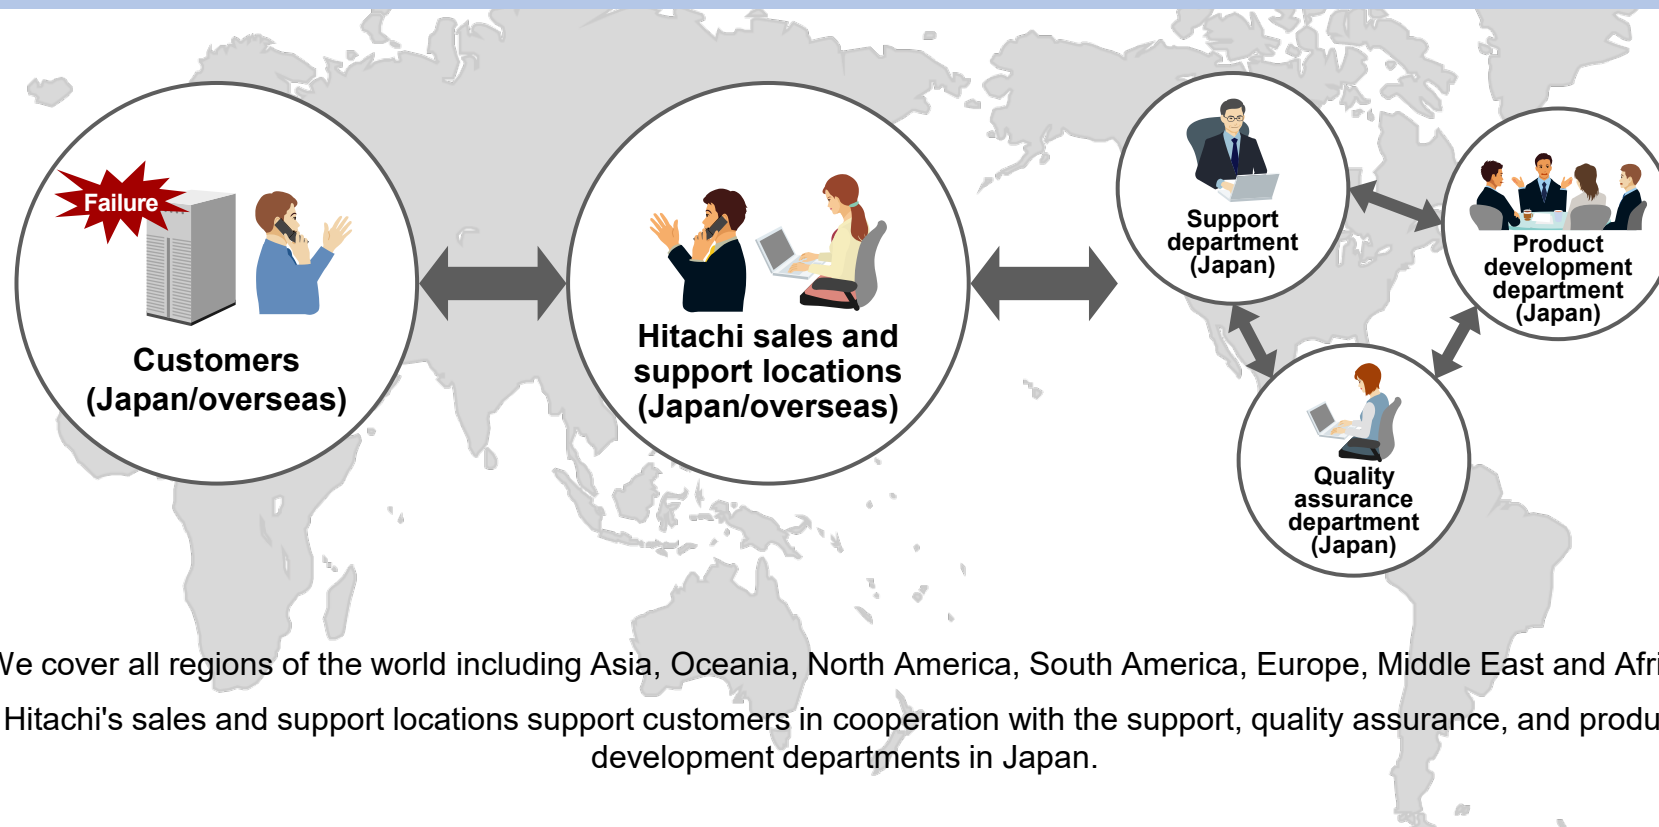 Failure
Customers
(Japan/overseas)
Hitachi sales and
support locations
(Japan/overseas)
Support
department
(Japan)
Product
development
department
(Japan)
Quality
assurance
department
(Japan)
We cover all regions of the world including Asia, Oceania, North America, South America, Europe, Middle East and Afri
Hitachi's sales and support locations support customers in cooperation with the support, quality assurance, and produ
development departments in Japan.